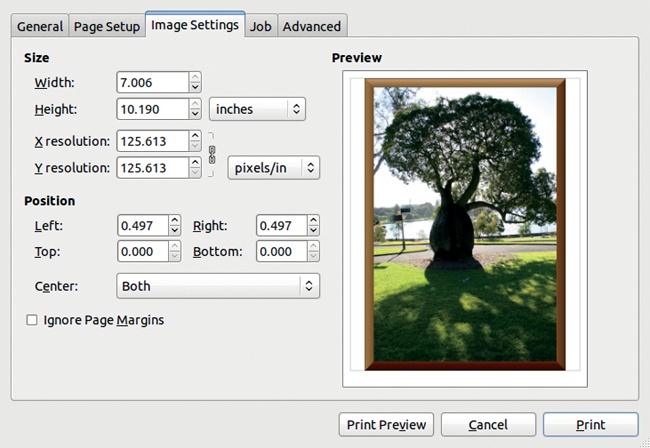 General Page Setup Image Settings Job Advanced
Size
Width: 7.006
Height: 10.190 inches
X resolution: 125.613
Y resolution: 125.613 pixels/in
Position
Left: 0.497 Right: 0.497
Top: 0.000 Bottom: 0.000
Center: Both
Ignore Page Margins
Preview
Print Preview Cancel Print